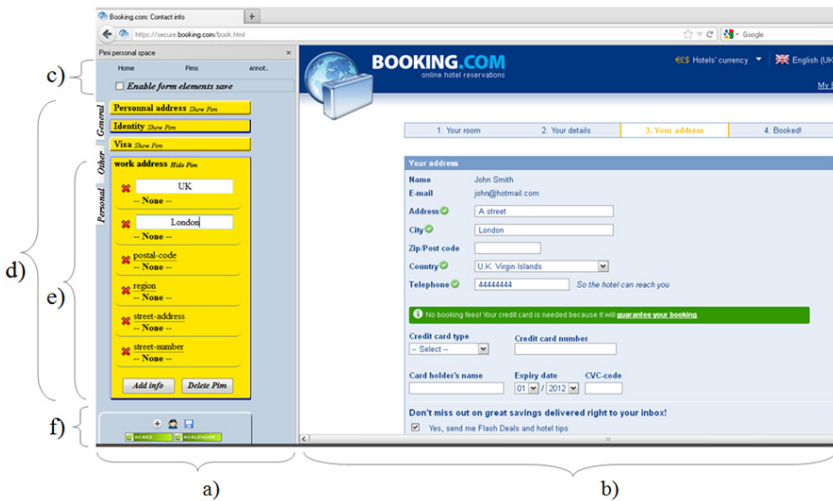 Booking.com: Contact info
+
https://secure.booking.com/book.html
Google
Pimi personal space
×
Home Pims annot.
Enable form elements save
General
Other
Personal
Personnal address Show Pim
Identity Show Pim
Visa Show Pim
work address Hide Pim
UK
-- None --
London
-- None --
postal-code
-- None --
region
-- None --
street-address
-- None --
street-number
-- None --
Add info Delete Pim
HCARD HCALENDAR
BOOKING.COM
online hotel reservations
€£$ Hotels' currency
English (UK
My
1. Your room 2. Your details 3. Your address 4. Booked!
Your address
Name John Smith
E-mail john@hotmail.com
Address A street
City London
Zip/Post code
Country U.K. Virgin Islands
Telephone 44444444 So the hotel can reach you
No booking fees! Your credit card is needed because it will guarantee your booking
Credit card type Credit card number
-- Select --
Card holder's name Expiry date CVC-code
01 / 2012
Don't miss out on great savings delivered right to your inbox!
Yes, send me Flash Deals and hotel tips
c)
d)
e)
f)
a)
b)